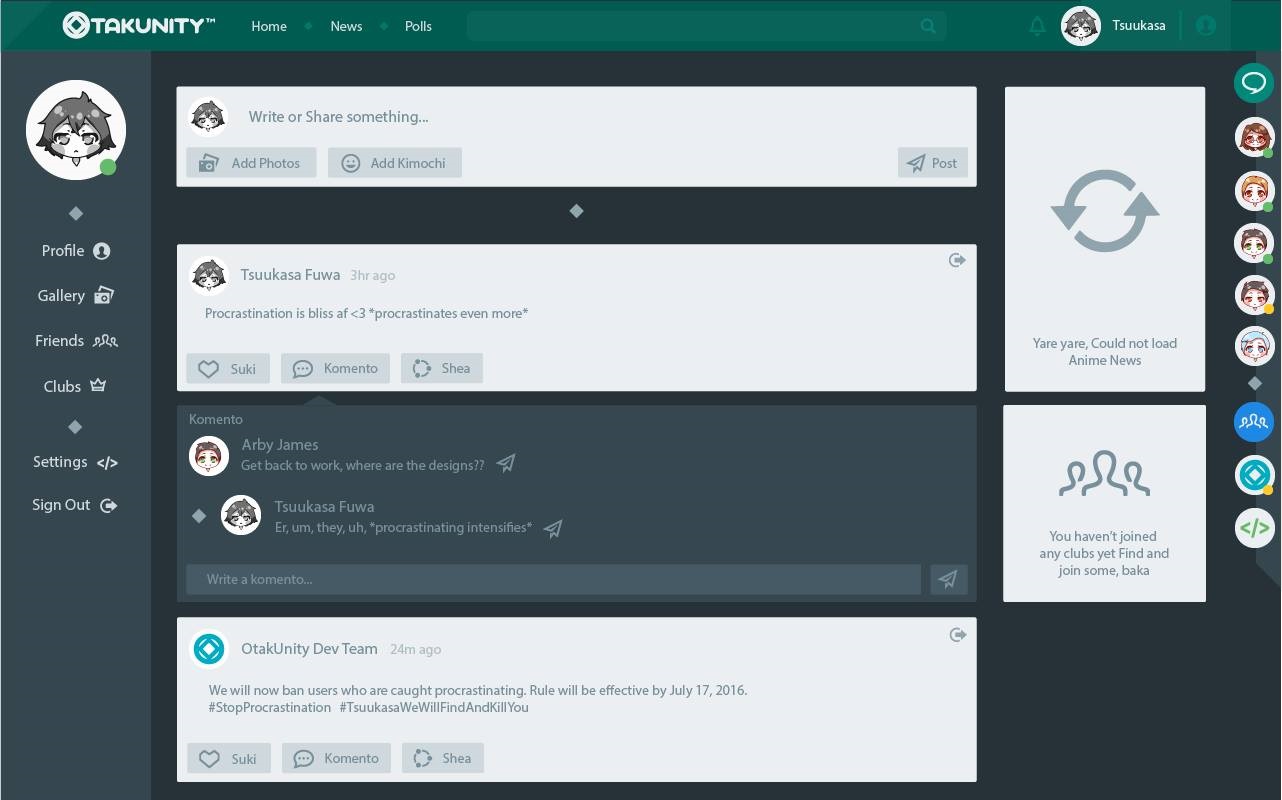 OTAKUNITY™
Home
News
Polls
Tsuukasa
Profile
Gallery
Friends
Clubs
Settings </>
Sign Out
Write or Share something...
Add Photos
Add Kimochi
Post
Tsuukasa Fuwa 3hr ago
Procrastination is bliss af <3 *procrastinates even more*
Suki
Komento
Shea
Komento
Arby James
Get back to work, where are the designs??
Tsuukasa Fuwa
Er, um, they, uh, *procrastinating intensifies*
Write a komento...
OtakUnity Dev Team 24m ago
We will now ban users who are caught procrastinating. Rule will be effective by July 17, 2016.
#StopProcrastination #TsuukasaWeWillFindAndKillYou
Suki
Komento
Shea
Yare yare, Could not load
Anime News
You haven't joined
any clubs yet Find and
join some, baka
</>